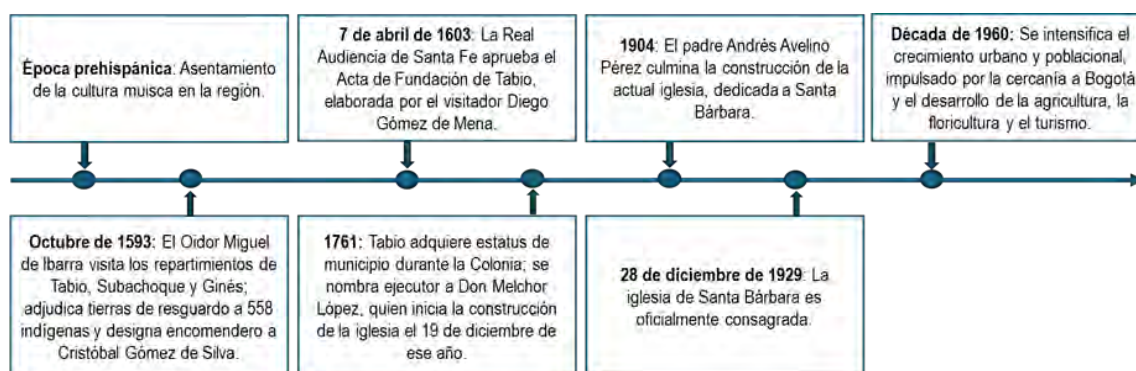 Época prehispánica: Asentamiento
de la cultura muisca en la región.
Octubre de 1593: El Oidor Miguel
de Ibarra visita los repartimientos de
Tabio, Subachoque y Ginés;
adjudica tierras de resguardo a 558
indígenas y designa encomendero a
Cristóbal Gómez de Silva.
7 de abril de 1603: La Real
Audiencia de Santa Fe aprueba el
Acta de Fundación de Tabio,
elaborada por el visitador Diego
Gómez de Mena.
1761: Tabio adquiere estatus de
municipio durante la Colonia; se
nombra ejecutor a Don Melchor
López, quien inicia la construcción
de la iglesia el 19 de diciembre de
ese año.
1904: El padre Andrés Avelino
Pérez culmina la construcción de la
actual iglesia, dedicada a Santa
Bárbara.
28 de diciembre de 1929: La
iglesia de Santa Bárbara es
oficialmente consagrada.
Década de 1960: Se intensifica el
crecimiento urbano y poblacional,
impulsado por la cercanía a Bogotá
y el desarrollo de la agricultura, la
floricultura y el turismo.